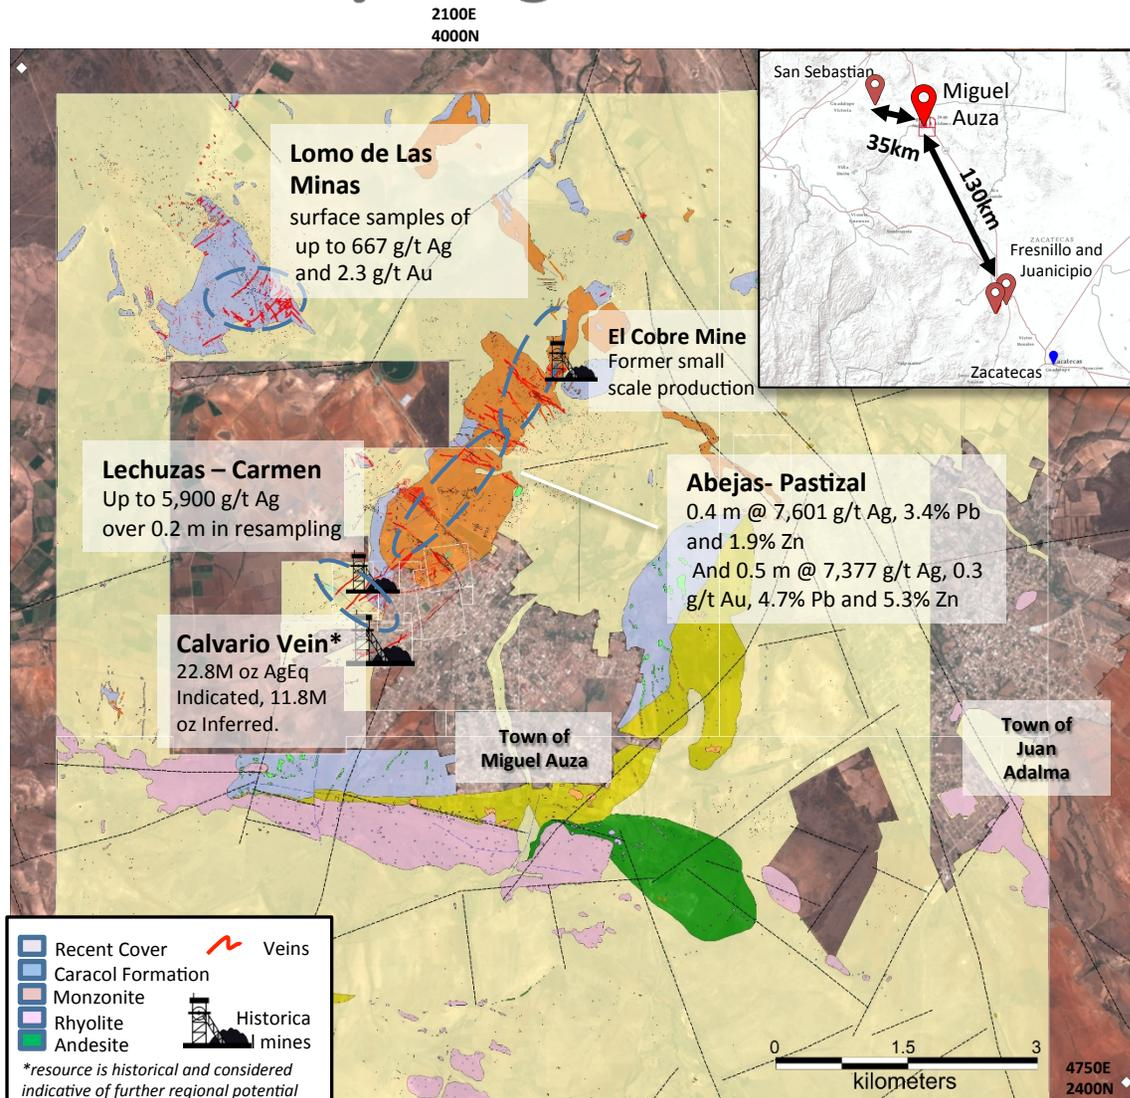 2100E
4000N
San Sebastian
Miguel
Auza
35km
130km
ZACATECAS
Fresnillo and
Juanicipio
Zacatecas
Lomo de Las
Minas
surface samples of
up to 667 g/t Ag
and 2.3 g/t Au
El Cobre Mine
Former small
scale production
Lechuzas – Carmen
Up to 5,900 g/t Ag
over 0.2 m in resampling
Abejas- Pastizal
0.4 m @ 7,601 g/t Ag, 3.4% Pb
and 1.9% Zn
And 0.5 m @ 7,377 g/t Ag, 0.3
g/t Au, 4.7% Pb and 5.3% Zn
Calvario Vein*
22.8M oz AgEq
Indicated, 11.8M
oz Inferred.
Town of
Miguel Auza
Town of
Juan
Adalma
Recent Cover
Veins
Caracol Formation
Monzonite
Rhyolite
Andesite
Historica
l mines
*resource is historical and considered
indicative of further regional potential
0 1.5 3
kilometers
4750E
2400N